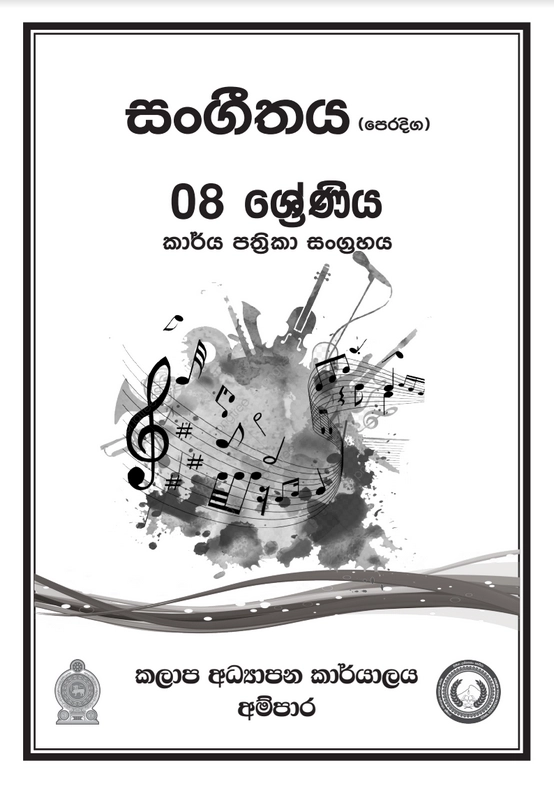 සංගීතය (පෙරදිග)
08 ශ්‍රේණිය
කාර්ය පත්‍රිකා සංග්‍රහය
කලාප අධ්‍යාපන කාර්යාලය
අම්පාර